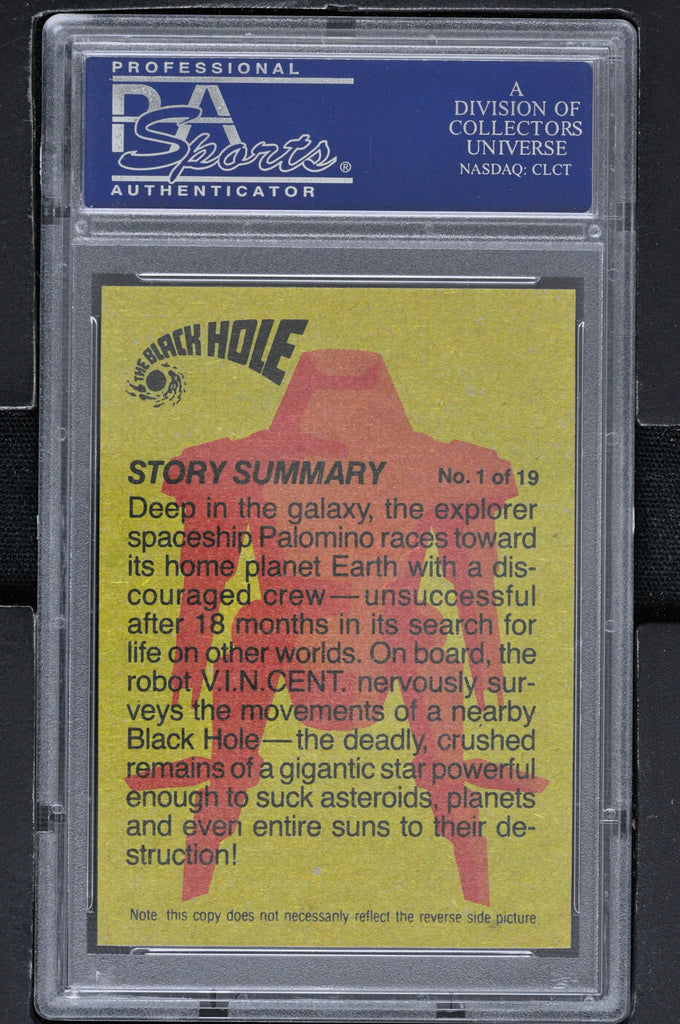 PROFESSIONAL
PSA
Sports®
AUTHENTICATOR
A
DIVISION OF
COLLECTORS
UNIVERSE
NASDAQ: CLCT
THE BLACK HOLE
STORY SUMMARY No. 1 of 19
Deep in the galaxy, the explorer
spaceship Palomino races toward
its home planet Earth with a dis-
couraged crew—unsuccessful
after 18 months in its search for
life on other worlds. On board, the
robot V.I.N.CENT. nervously sur-
veys the movements of a nearby
Black Hole—the deadly, crushed
remains of a gigantic star powerful
enough to suck asteroids, planets
and even entire suns to their de-
struction!
Note this copy does not necessarily reflect the reverse side picture